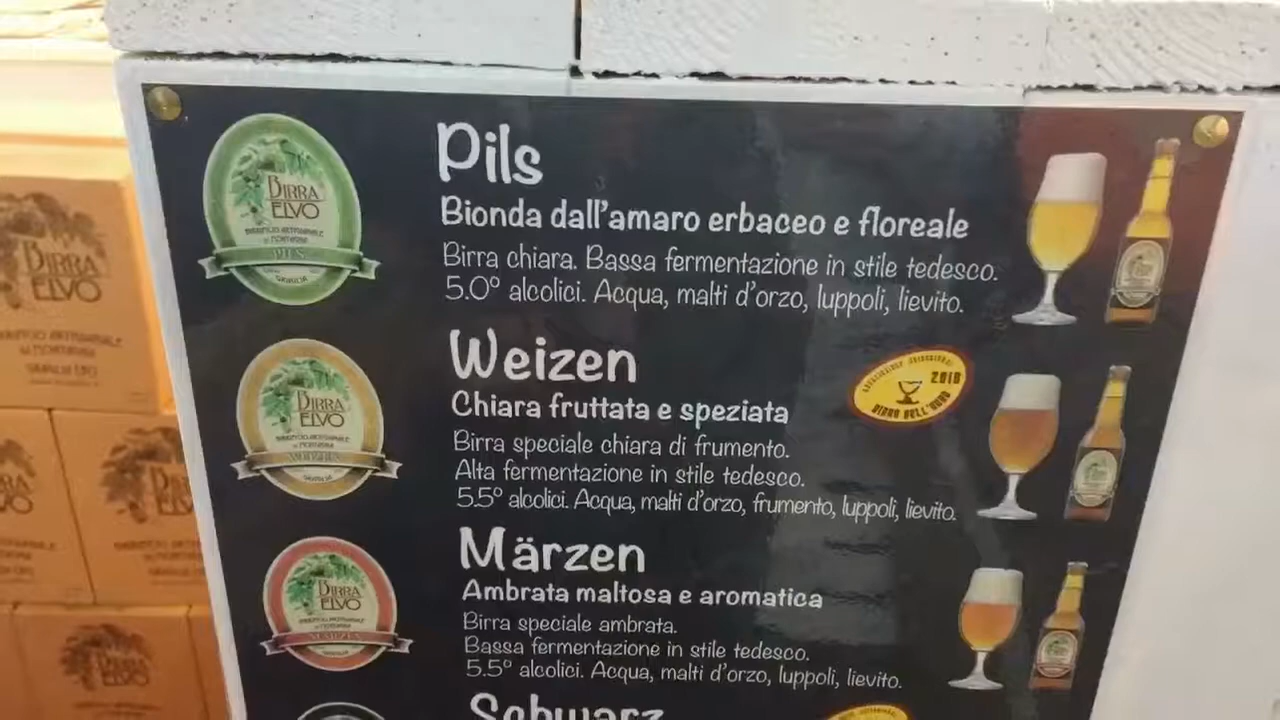 Pils
Bionda dall'amaro erbaceo e floreale
Birra chiara. Bassa fermentazione in stile tedesco.
5.0° alcolici. Acqua, malti d'orzo, luppoli, lievito.
BIRRA
ELVO
PILS
Weizen
Chiara fruttata e speziata
Birra speciale chiara di frumento.
Alta fermentazione in stile tedesco.
5.5° alcolici. Acqua, malti d'orzo, frumento, luppoli, lievito.
BIRRA
ELVO
2018
Märzen
Ambrata maltosa e aromatica
Birra speciale ambrata.
Bassa fermentazione in stile tedesco.
5.5° alcolici. Acqua, malti d'orzo, luppoli, lievito.
BIRRA
ELVO
MÄRZEN
Schwarz
BIRRA
ELVO